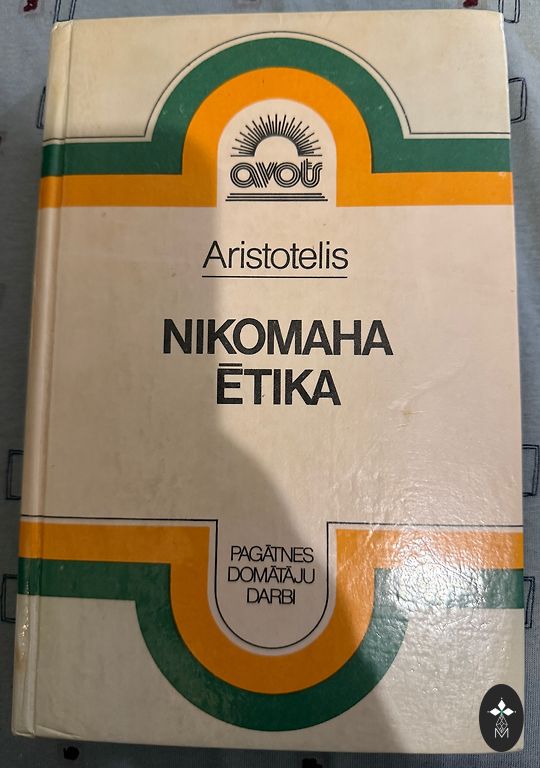 avots
Aristotelis
NIKOMAHA
ĒTIKA
PAGĀTNES
DOMĀTĀJU
DARBI
M